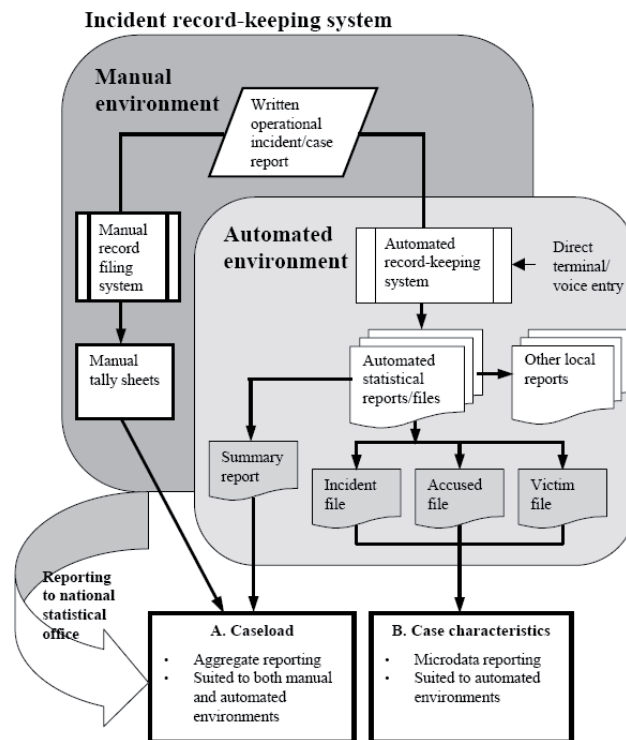 Incident record-keeping system
Manual
environment
Written
operational
incident/case
report
Manual
record
filing
system
Automated
environment
Automated
record-keeping
system
Direct
terminal/
voice entry
Manual
tally sheets
Automated
statistical
reports/files
Other local
reports
Summary
report
Incident
file
Accused
file
Victim
file
Reporting
to national
statistical
office
A. Caseload
· Aggregate reporting
· Suited to both manual
and automated
environments
B. Case characteristics
· Microdata reporting
· Suited to automated
environments